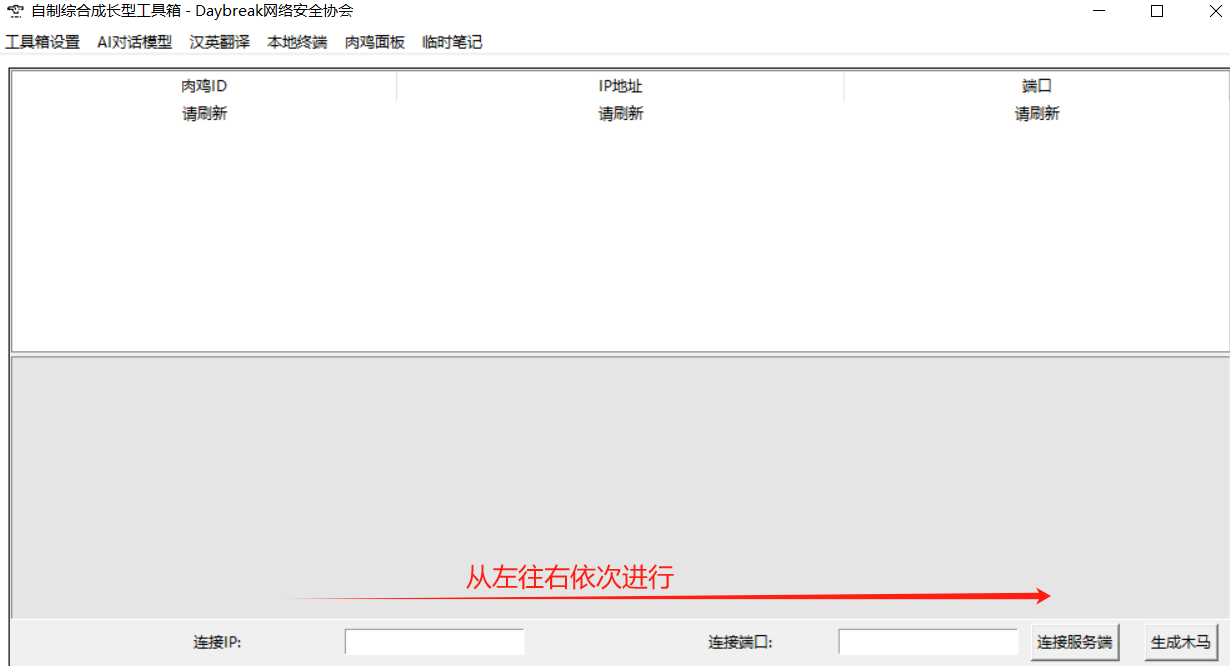 自制综合成长型工具箱 - Daybreak网络安全协会
工具箱设置 AI对话模型 汉英翻译 本地终端 肉鸡面板 临时笔记
肉鸡ID IP地址 端口
请刷新 请刷新 请刷新
从左往右依次进行
连接IP: 连接端口: 连接服务端 生成木马